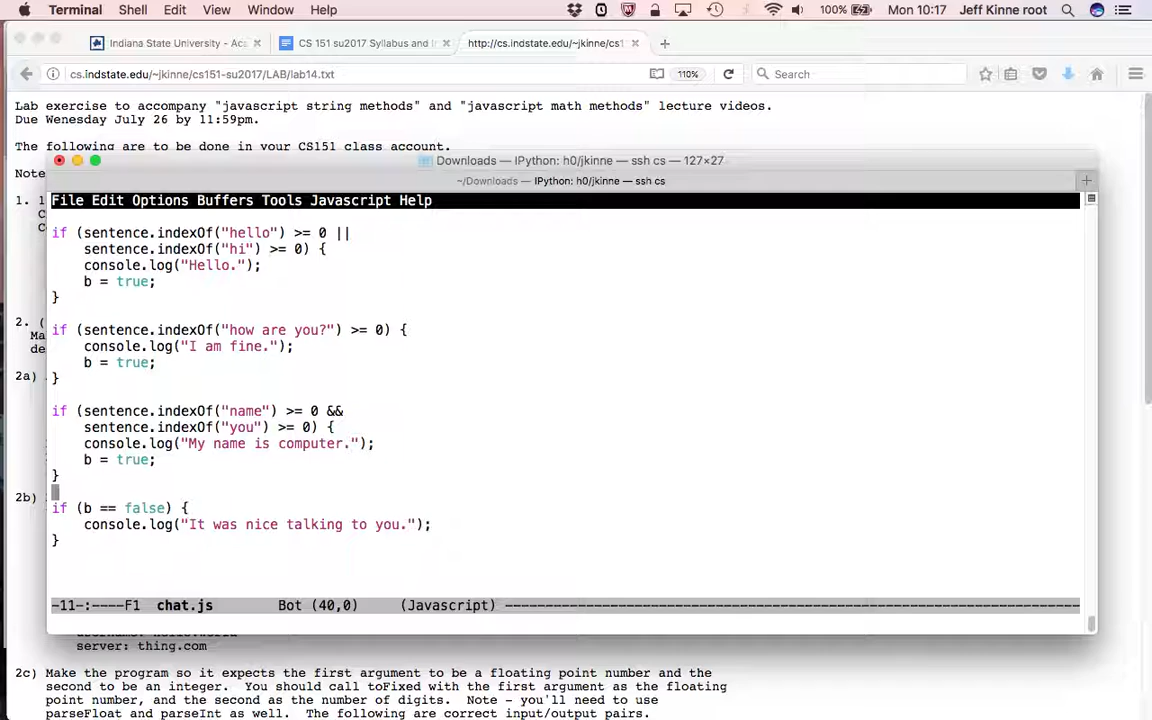 Terminal Shell Edit View Window Help 100% Mon 10:17 Jeff Kinne root
Indiana State University - Aca
CS 151 su2017 Syllabus and I
http://cs.indstate.edu/~jkinne/cs1
cs.indstate.edu/~jkinne/cs151-su2017/LAB/lab14.txt 110% Search
Lab exercise to accompany "javascript string methods" and "javascript math methods" lecture videos.
Due Wenesday July 26 by 11:59pm.
The following are to be done in your CS151 class account.
Note
Downloads — IPython: h0/jkinne — ssh cs — 127×27
~/Downloads — IPython: h0/jkinne — ssh cs
File Edit Options Buffers Tools Javascript Help
if (sentence.indexOf("hello") >= 0 ||
sentence.indexOf("hi") >= 0) {
console.log("Hello.");
b = true;
}
if (sentence.indexOf("how are you?") >= 0) {
console.log("I am fine.");
b = true;
}
if (sentence.indexOf("name") >= 0 &&
sentence.indexOf("you") >= 0) {
console.log("My name is computer.");
b = true;
}
if (b == false) {
console.log("It was nice talking to you.");
}
-11-:----F1 chat.js Bot (40,0) (Javascript)
1.
2. (
Ma
de
2a)
2b)
server: thing.com
2c) Make the program so it expects the first argument to be a floating point number and the
second to be an integer. You should call toFixed with the first argument as the floating
point number, and the second as the number of digits. Note - you'll need to use
parseFloat and parseInt as well. The following are correct input/output pairs.